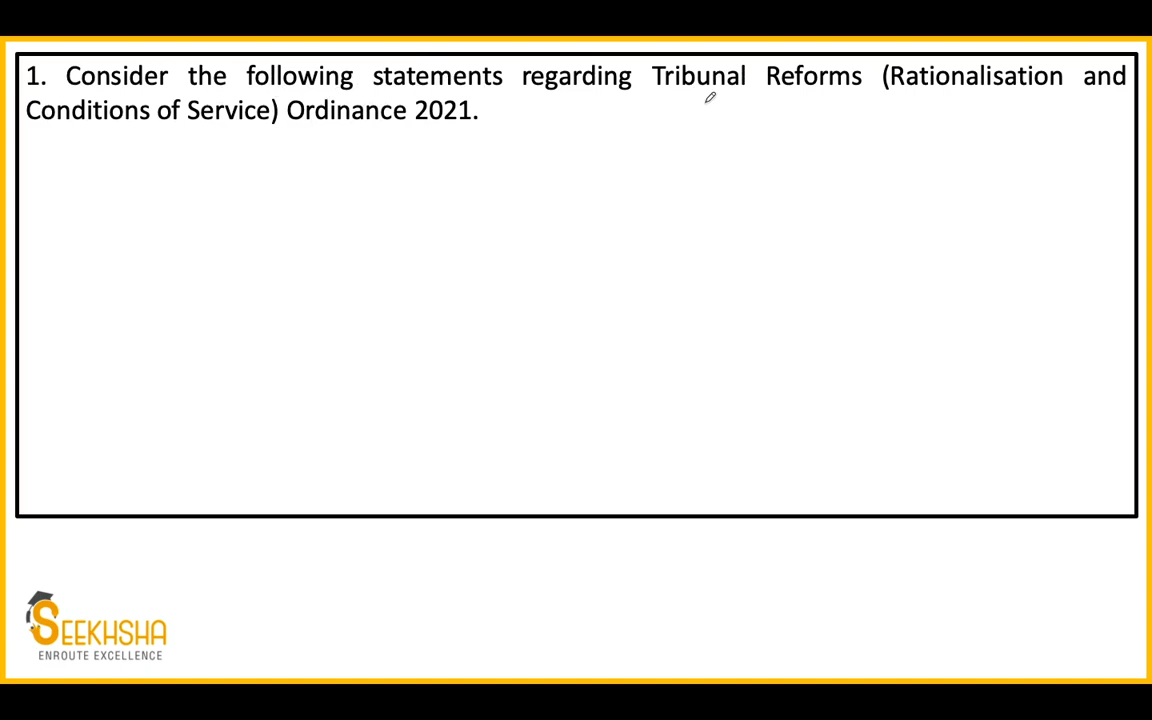 1. Consider the following statements regarding Tribunal Reforms (Rationalisation and
Conditions of Service) Ordinance 2021.
SEEKHSHA
ENROUTE EXCELLENCE